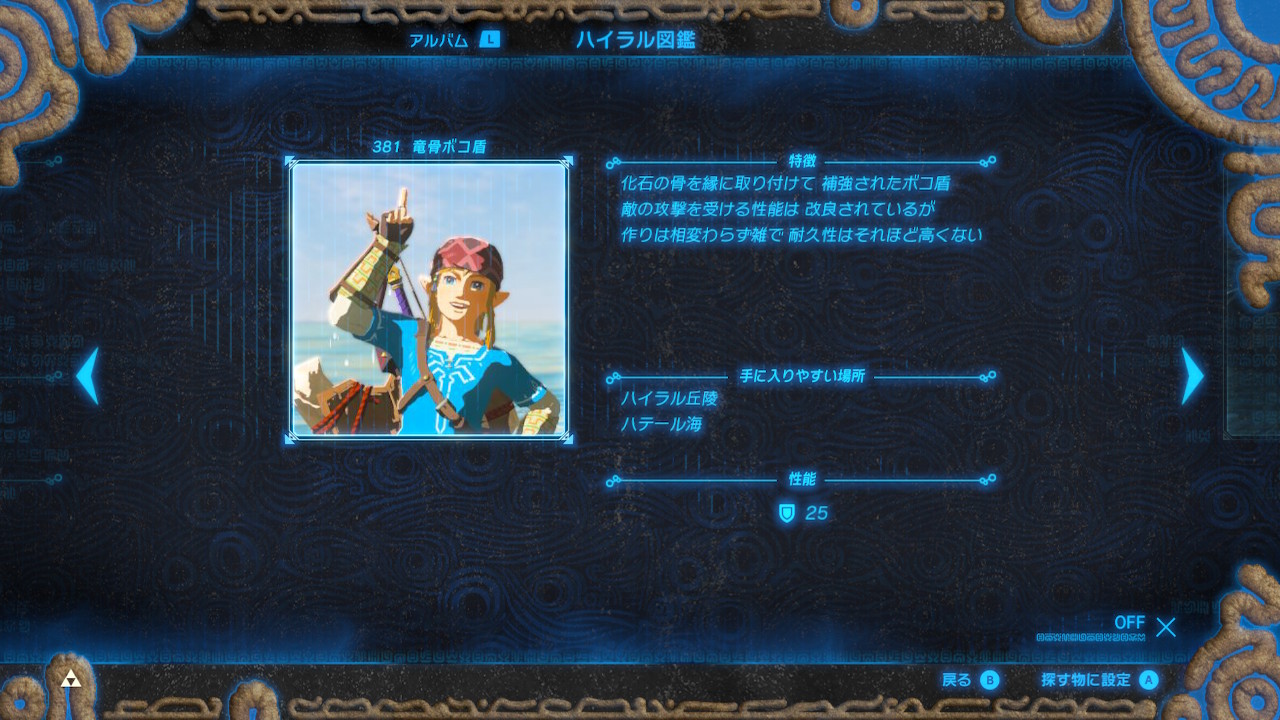 アルバム L
ハイラル図鑑
381 竜骨ボコ盾
特徴
化石の骨を縁に取り付けて 補強されたボコ盾
敵の攻撃を受ける性能は 改良されているが
作りは相変わらず雑で 耐久性はそれほど高くない
手に入りやすい場所
ハイラル丘陵
ハテール海
性能
25
OFF
戻る B
探す物に設定 A